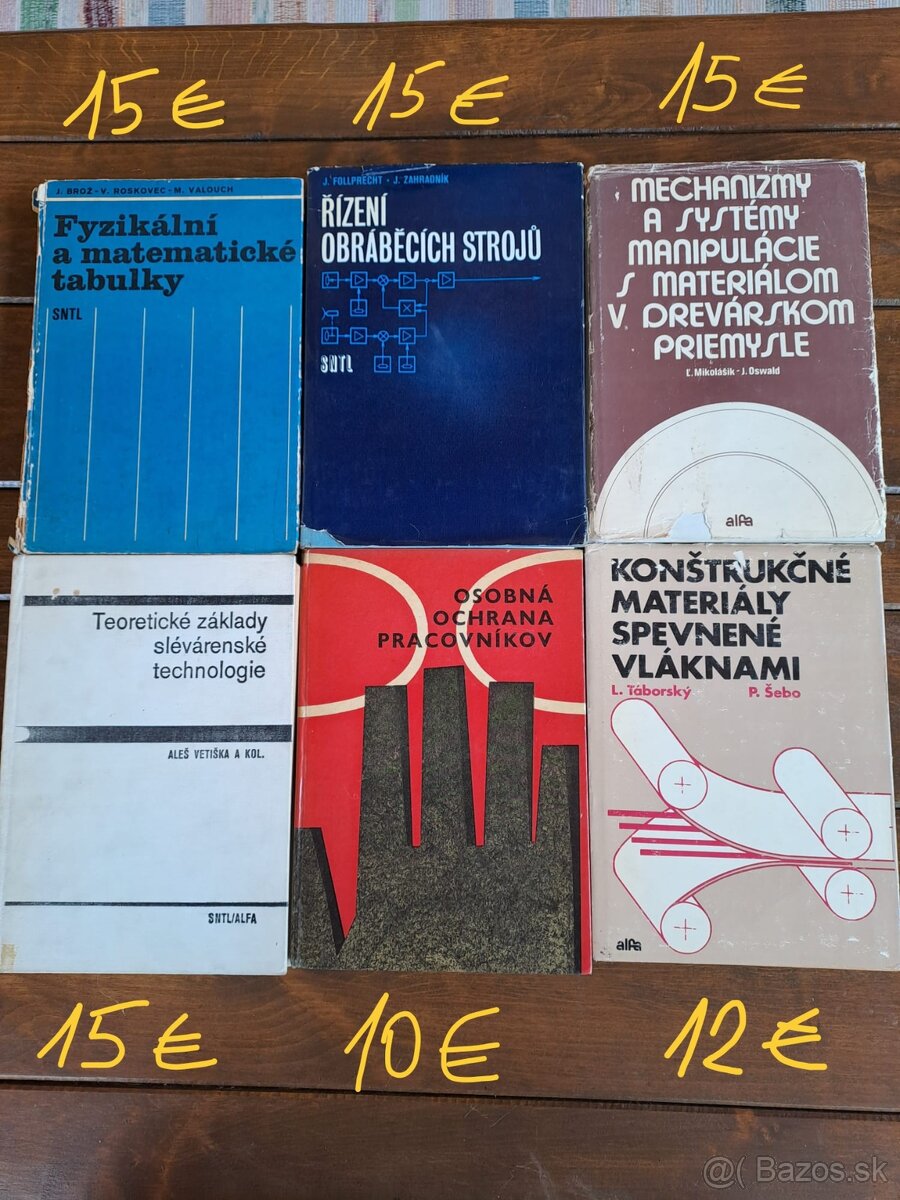 15€
15€
15€
J. BROŽ - V. ROSKOVEC - M. VALOUCH
Fyzikální
a matematické
tabulky
SNTL
J. FOLLPRECHT - J. ZAHRADNÍK
ŘÍZENÍ
OBRÁBĚCÍCH STROJŮ
SNTL
MECHANIZMY
A SYSTÉMY
MANIPULÁCIE
S MATERIÁLOM
V DREVÁRSKOM
PRIEMYSLE
Ľ. Mikolášik - J. Oswald
alfa
Teoretické základy
slévárenské
technologie
ALEŠ VETIŠKA A KOL.
SNTL/ALFA
OSOBNÁ
OCHRANA
PRACOVNÍKOV
KONŠTRUKČNÉ
MATERIÁLY
SPEVNENÉ
VLÁKNAMI
L. Táborský P. Šebo
alfa
15€
10€
12€
@( Bazos.sk